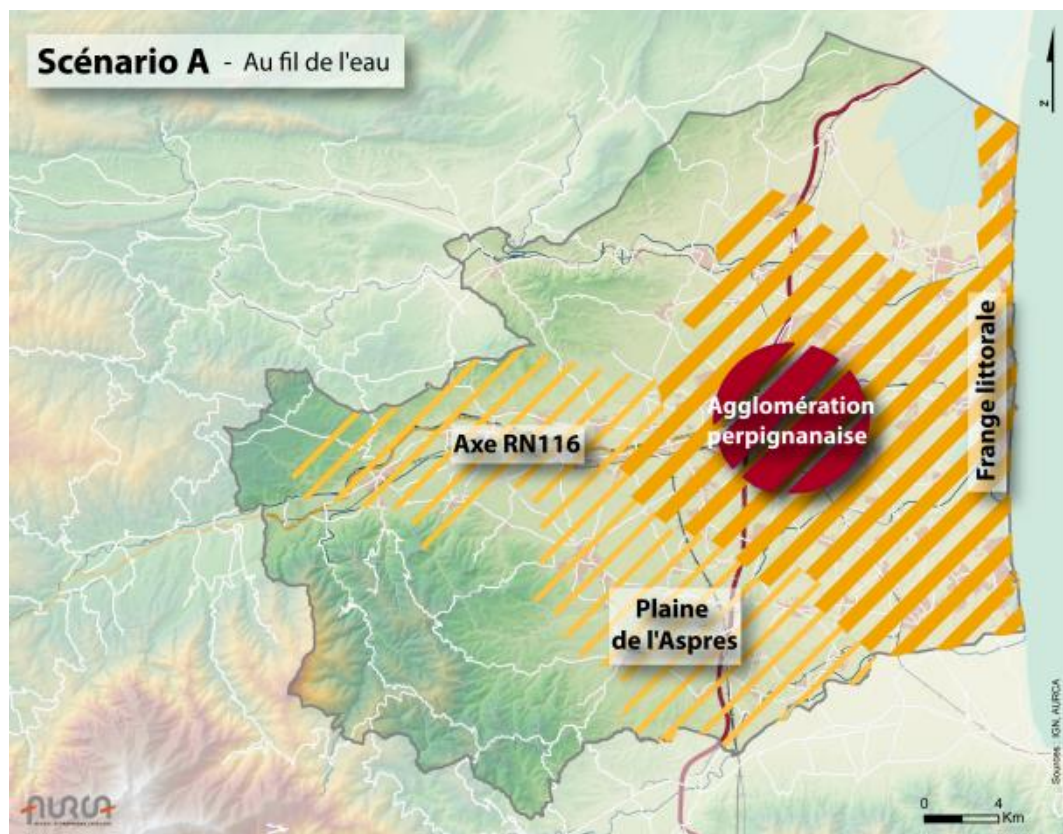 Scénario A - Au fil de l'eau
N
Frange littorale
Agglomération
perpignanaise
Axe RN116
Plaine
de l'Aspres
Sources : IGN, AURCA
AURCA
0 4
Km